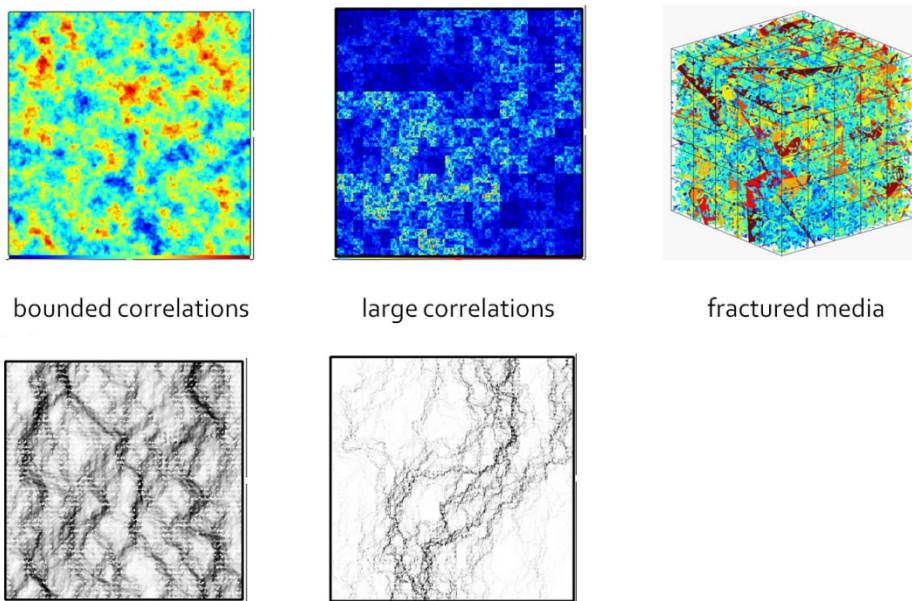 bounded correlations
large correlations
fractured media